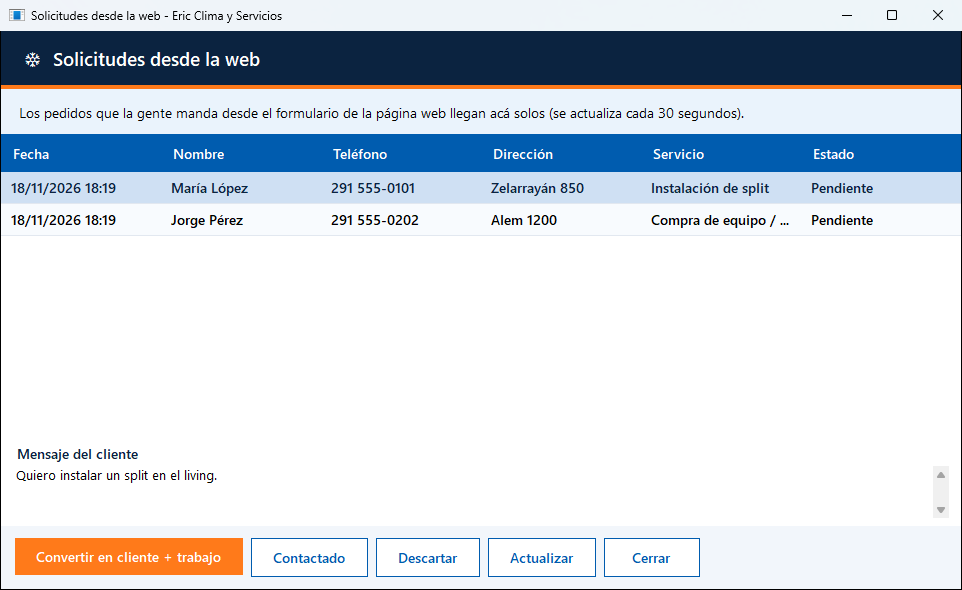 Solicitudes desde la web - Eric Clima y Servicios
Solicitudes desde la web
Los pedidos que la gente manda desde el formulario de la página web llegan acá solos (se actualiza cada 30 segundos).
Fecha Nombre Teléfono Dirección Servicio Estado
18/11/2026 18:19 María López 291 555-0101 Zelarrayán 850 Instalación de split Pendiente
18/11/2026 18:19 Jorge Pérez 291 555-0202 Alem 1200 Compra de equipo / ... Pendiente
Mensaje del cliente
Quiero instalar un split en el living.
Convertir en cliente + trabajo Contactado Descartar Actualizar Cerrar